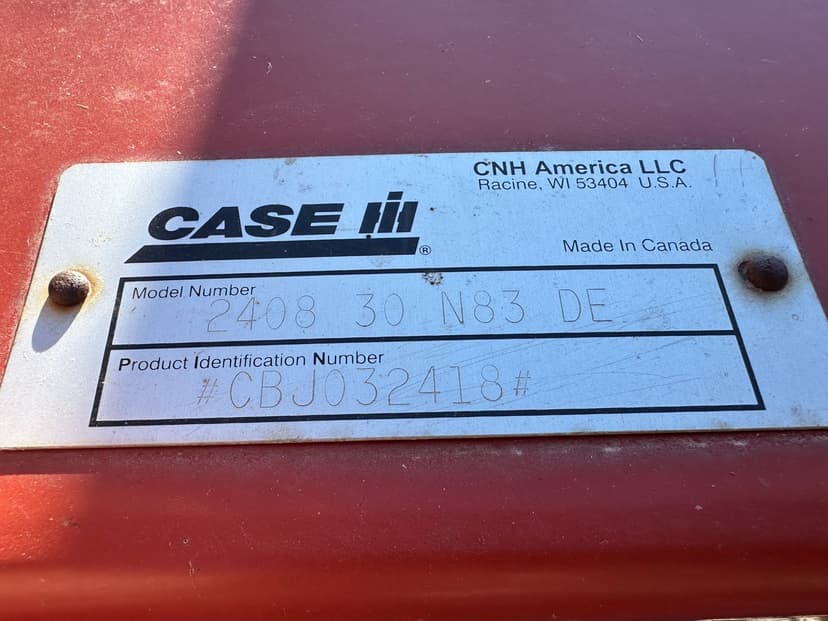 CNH America LLC
Racine, WI 53404 U.S.A.
CASE IH ®
Made In Canada
Model Number
2408 30 N83 DE
Product Identification Number
#CBJ032418#